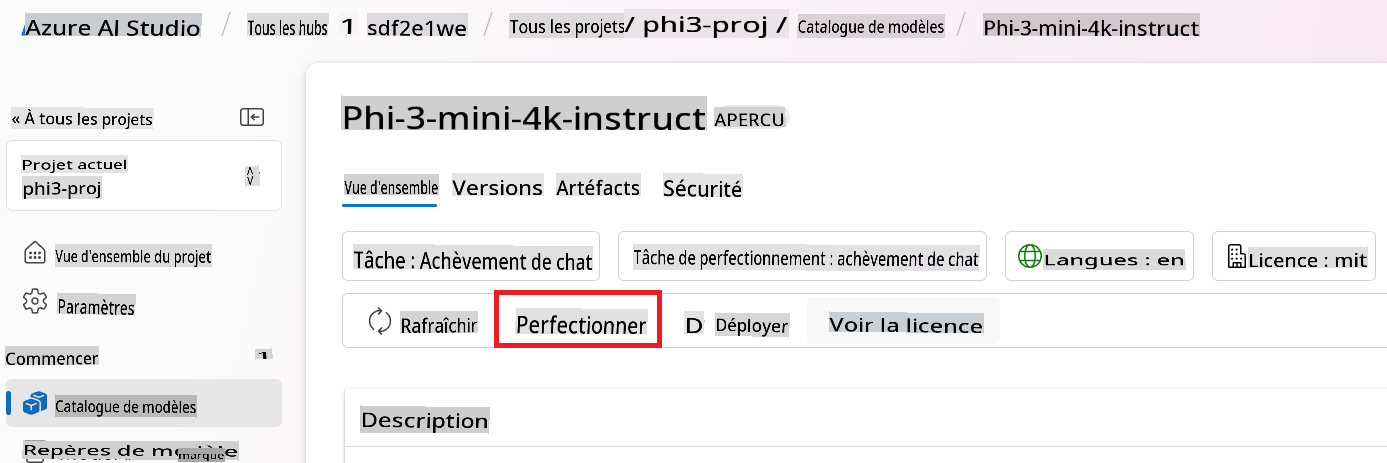 Azure AI Studio / Tous les hubs 1 sdf2e1we / Tous les projets / phi3-proj / Catalogue de modèles / Phi-3-mini-4k-instruct
« À tous les projets
Projet actuel
phi3-proj
Vue d'ensemble du projet
Paramètres
Commencer 1
Catalogue de modèles
Repères de marque
Phi-3-mini-4k-instruct APERCU
Vue d'ensemble Versions Artéfacts Sécurité
Tâche : Achèvement de chat Tâche de perfectionnement : achèvement de chat Langues : en Licence : mit
Rafraîchir Perfectionner D Déployer Voir la licence
Description